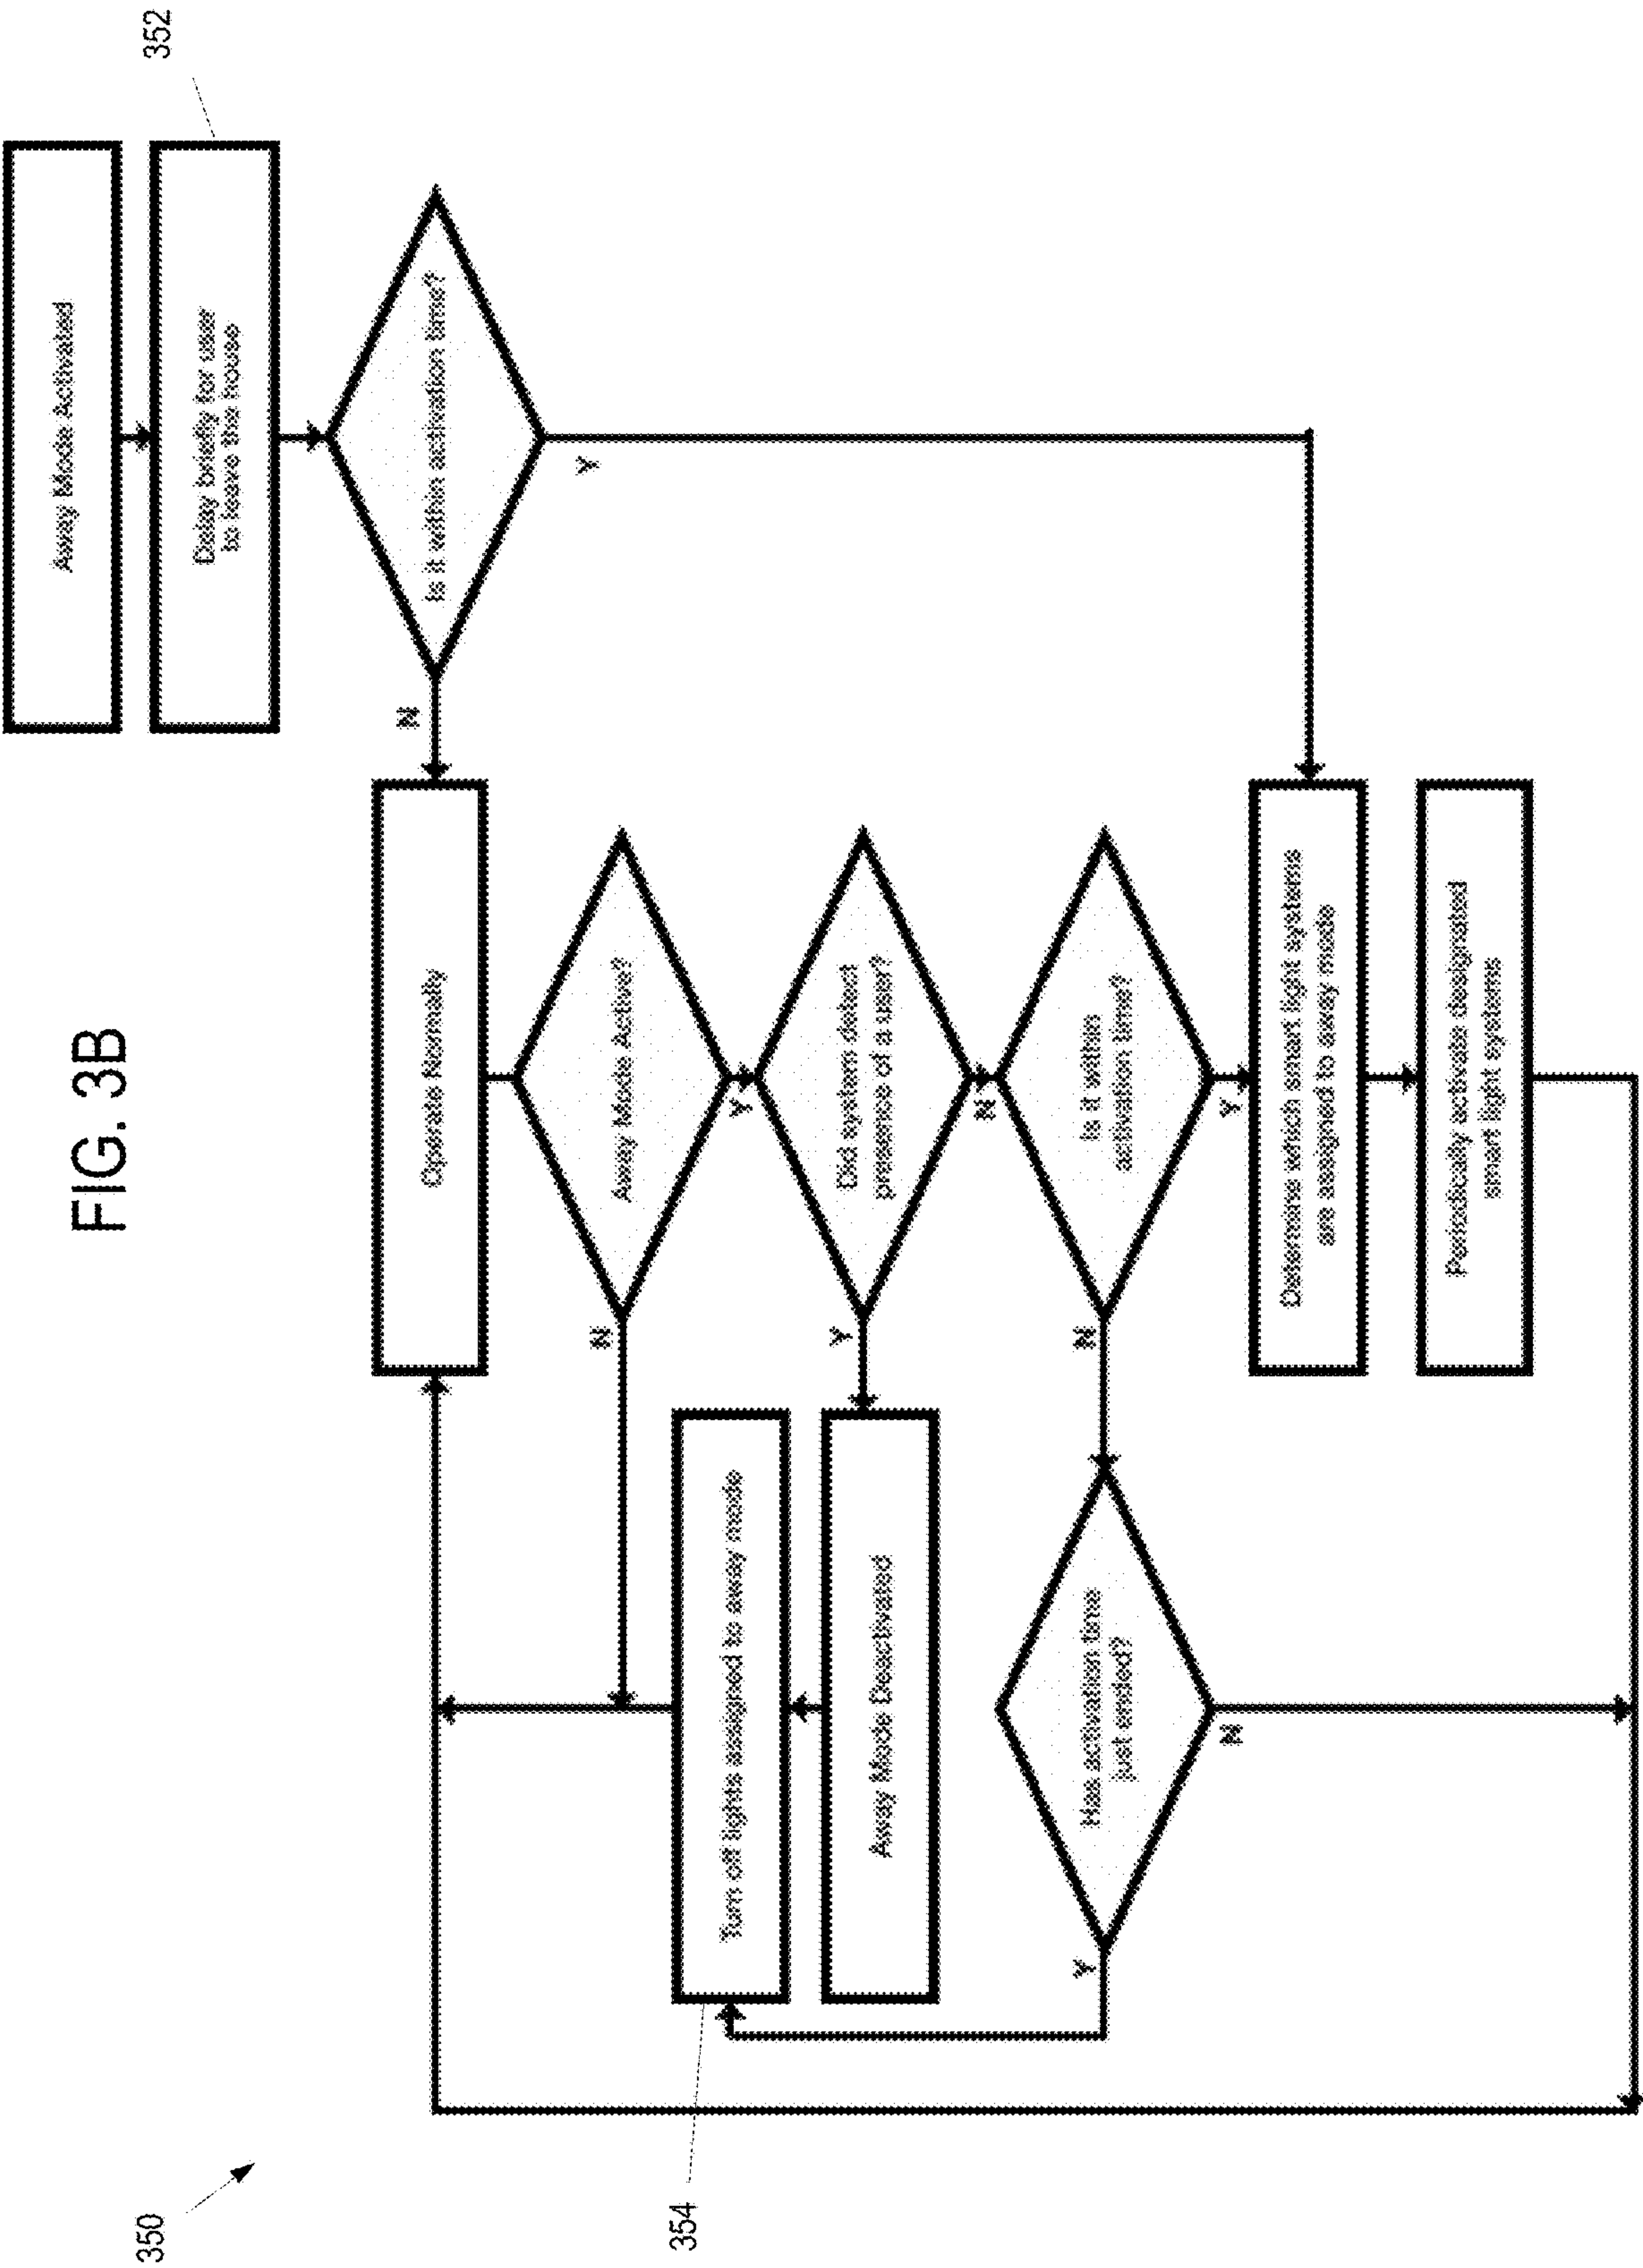 FIG. 3B
350
352
Away Mode Activated
Delay briefly for user
to leave the house
Is it within activation time?
N
Y
Operate Normally
Away Mode Active?
N
Y
Did system detect
presence of a user?
Y
N
Is it within
activation time?
N
Y
Turn off lights assigned to away mode
354
Away Mode Deactivated
Has activation time
just ended?
Y
N
Determine which smart light systems
are assigned to away mode
Periodically activate designated
smart light systems